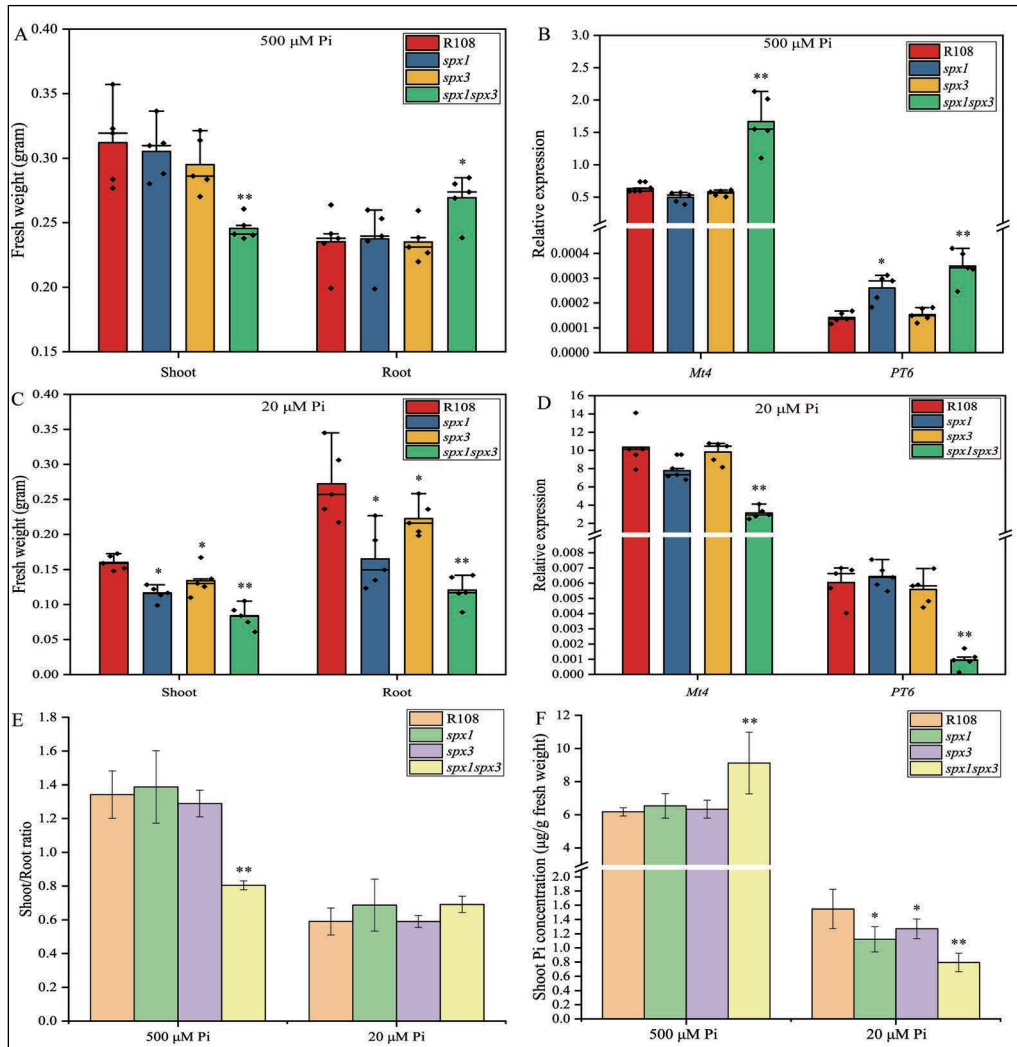 A
500 μM Pi
R108
spx1
spx3
spx1spx3
Fresh weight (gram)
0.40
0.35
0.30
0.25
0.20
0.15
**
*
Shoot
Root
B
500 μM Pi
R108
spx1
spx3
spx1spx3
Relative expression
3.0
2.5
2.0
1.5
1.0
0.5
0.0004
0.0003
0.0002
0.0001
0.0000
**
*
**
Mt4
PT6
C
20 μM Pi
R108
spx1
spx3
spx1spx3
Fresh weight (gram)
0.40
0.35
0.30
0.25
0.20
0.15
0.10
0.05
0.00
*
*
**
*
*
**
Shoot
Root
D
20 μM Pi
R108
spx1
spx3
spx1spx3
Relative expression
16
14
12
10
8
6
4
2
0.008
0.007
0.006
0.005
0.004
0.003
0.002
0.001
0.000
**
**
Mt4
PT6
E
R108
spx1
spx3
spx1spx3
Shoot/Root ratio
1.8
1.6
1.4
1.2
1.0
0.8
0.6
0.4
0.2
0.0
**
500 μM Pi
20 μM Pi
F
R108
spx1
spx3
spx1spx3
Shoot Pi concentration (μg/g fresh weight)
12
10
8
6
4
1.8
1.6
1.4
1.2
1.0
0.8
0.6
0.4
0.2
0.0
**
*
*
**
500 μM Pi
20 μM Pi